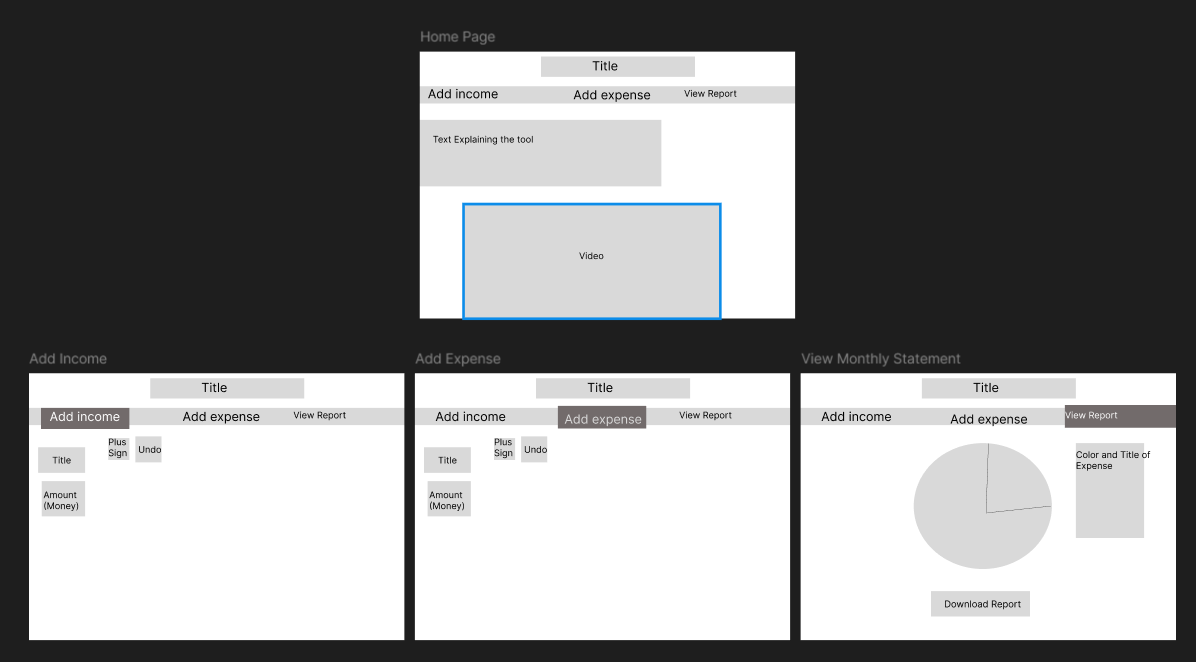 Home Page
Title
Add income
Add expense
View Report
Text Explaining the tool
Video
Add Income
Title
Add income
Add expense
View Report
Plus
Sign
Undo
Title
Amount
(Money)
Add Expense
Title
Add income
Add expense
View Report
Plus
Sign
Undo
Title
Amount
(Money)
View Monthly Statement
Title
Add income
Add expense
View Report
Color and Title of
Expense
Download Report